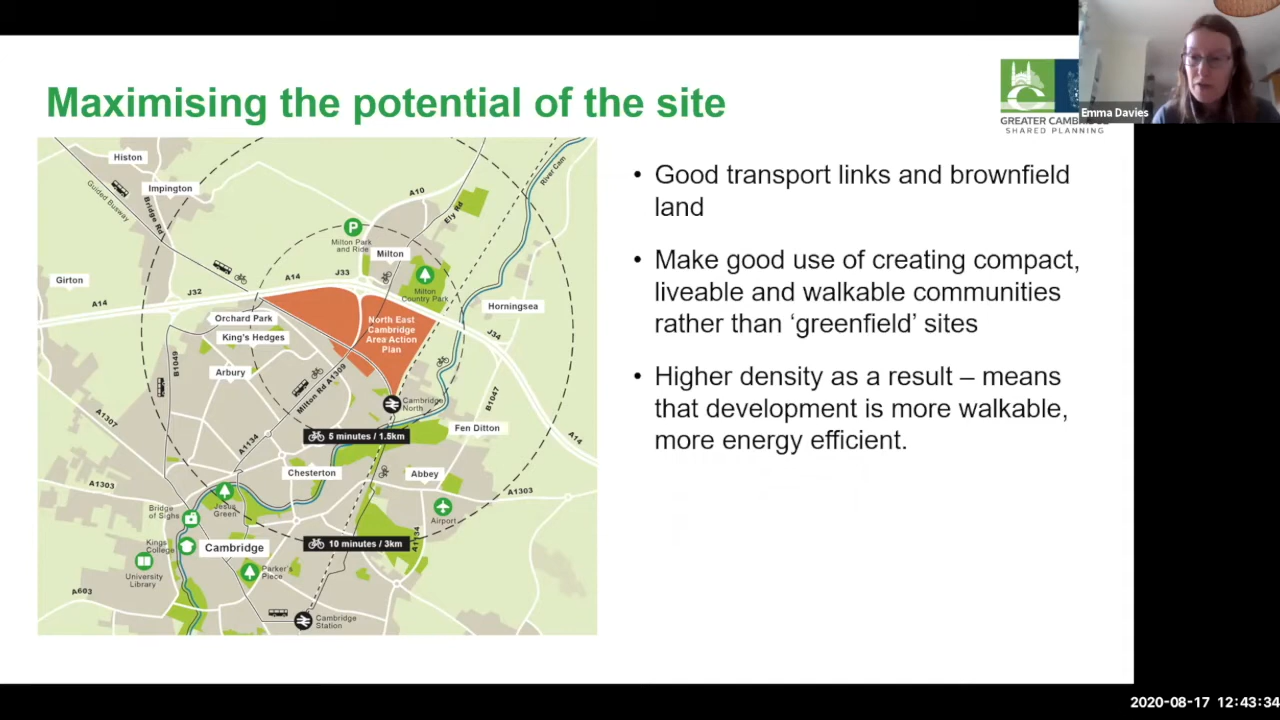 Maximising the potential of the site
GREATER CAMB
SHARED PLANNING
Emma Davies
• Good transport links and brownfield
land
• Make good use of creating compact,
liveable and walkable communities
rather than ‘greenfield’ sites
• Higher density as a result – means
that development is more walkable,
more energy efficient.
Histon
Impington
Guided Busway
Bridge Rd
A10
Ely Rd
River Cam
P
Milton Park
and Ride
Milton
Girton
A14
J32
A14
J33
Milton
Country Park
Horningsea
Orchard Park
King's Hedges
North East
Cambridge
Area Action
Plan
J34
Arbury
B1049
Milton Rd A1309
Cambridge
North
B1047
A1307
A1134
5 minutes / 1.5km
Fen Ditton
A14
Chesterton
Abbey
A1303
A1303
Jesus
Green
Bridge
of Sighs
Airport
A1134
Kings
College
Cambridge
10 minutes / 3km
University
Library
Parker's
Piece
A603
Cambridge
Station
2020-08-17 12:43:34